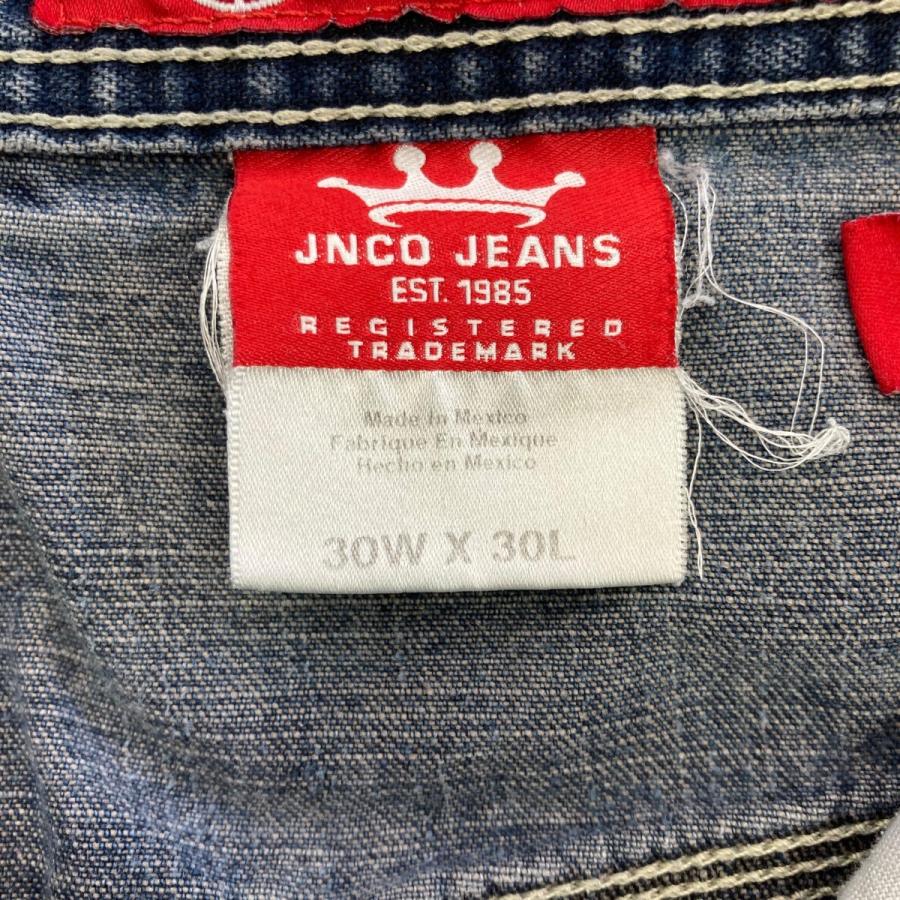 JNCO JEANS
EST. 1985
REGISTERED
TRADEMARK
Made in Mexico
Fabrique En Mexique
Hecho en Mexico
30W X 30L